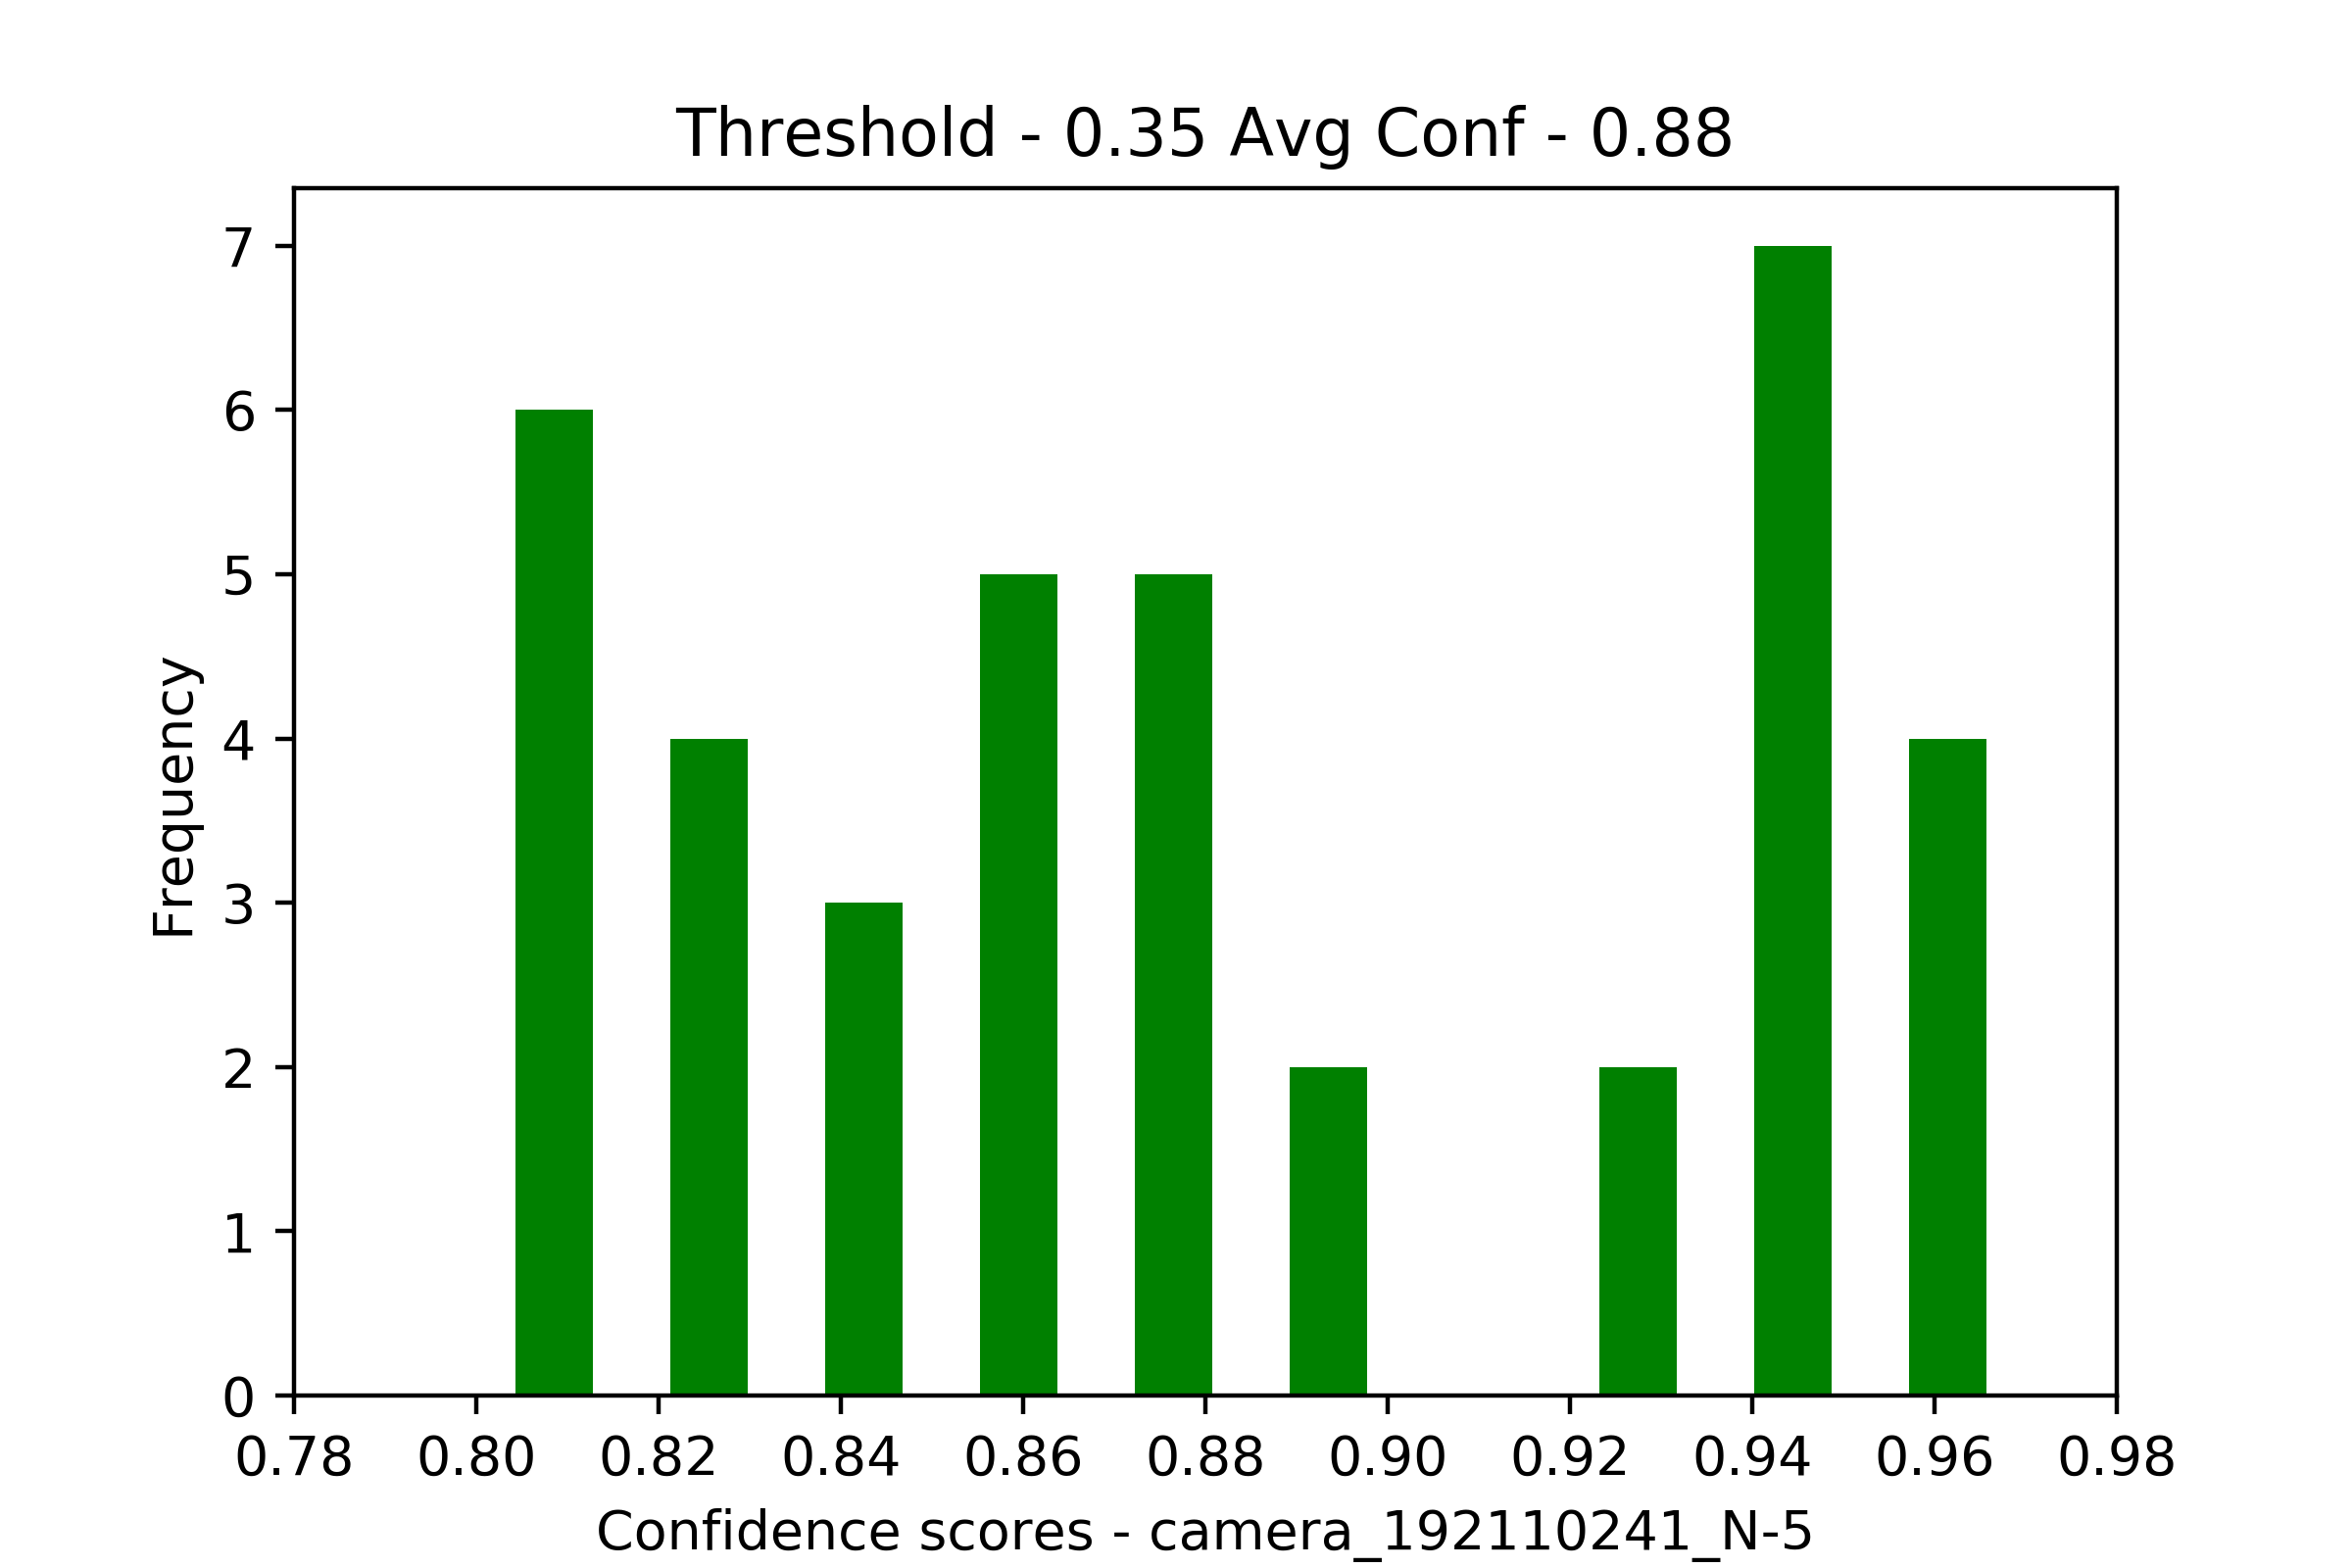 Threshold - 0.35 Avg Conf - 0.88
7
6
5
4
3
2
1
0
Frequency
0.78 0.80 0.82 0.84 0.86 0.88 0.90 0.92 0.94 0.96 0.98
Confidence scores - camera_192110241_N-5